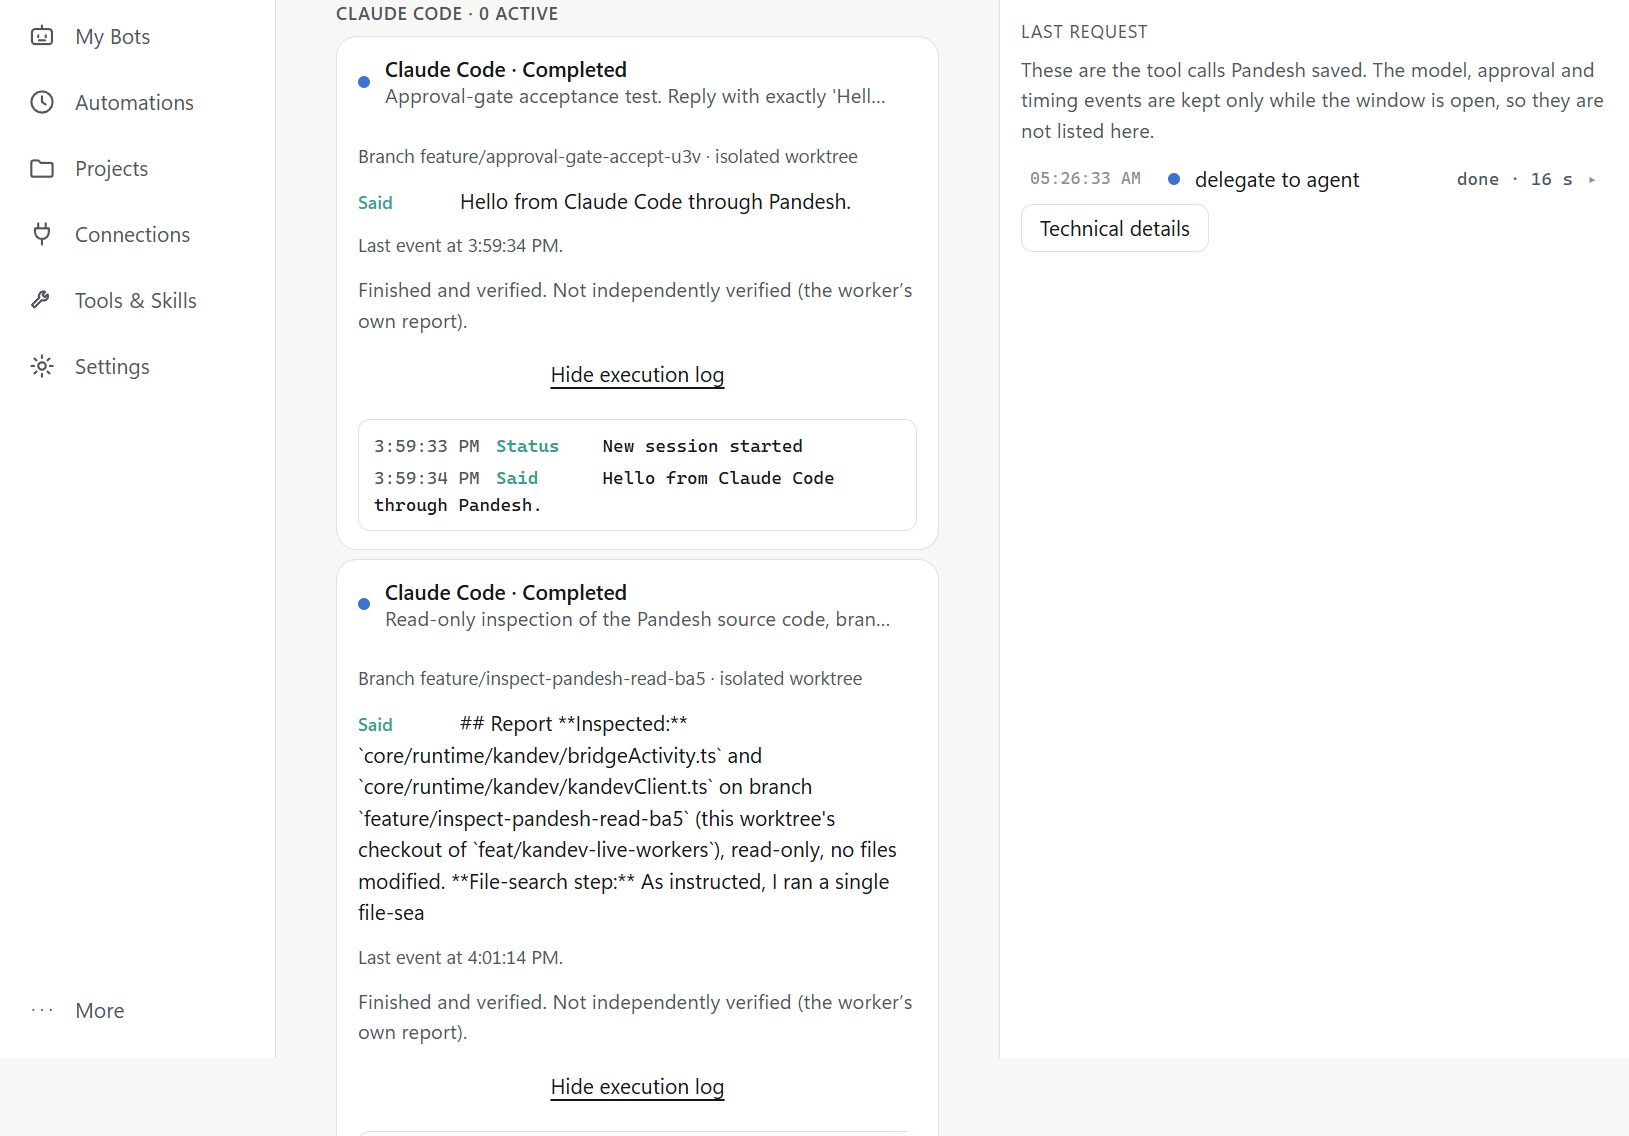 My Bots
Automations
Projects
Connections
Tools & Skills
Settings
··· More
CLAUDE CODE · 0 ACTIVE
Claude Code · Completed
Approval-gate acceptance test. Reply with exactly 'Hell...
Branch feature/approval-gate-accept-u3v · isolated worktree
Said Hello from Claude Code through Pandesh.
Last event at 3:59:34 PM.
Finished and verified. Not independently verified (the worker’s
own report).
Hide execution log
3:59:33 PM Status New session started
3:59:34 PM Said Hello from Claude Code
through Pandesh.
Claude Code · Completed
Read-only inspection of the Pandesh source code, bran...
Branch feature/inspect-pandesh-read-ba5 · isolated worktree
Said ## Report **Inspected:**
`core/runtime/kandev/bridgeActivity.ts` and
`core/runtime/kandev/kandevClient.ts` on branch
`feature/inspect-pandesh-read-ba5` (this worktree's
checkout of `feat/kandev-live-workers`), read-only, no files
modified. **File-search step:** As instructed, I ran a single
file-sea
Last event at 4:01:14 PM.
Finished and verified. Not independently verified (the worker’s
own report).
Hide execution log
LAST REQUEST
These are the tool calls Pandesh saved. The model, approval and
timing events are kept only while the window is open, so they are
not listed here.
05:26:33 AM delegate to agent done · 16 s ▸
Technical details